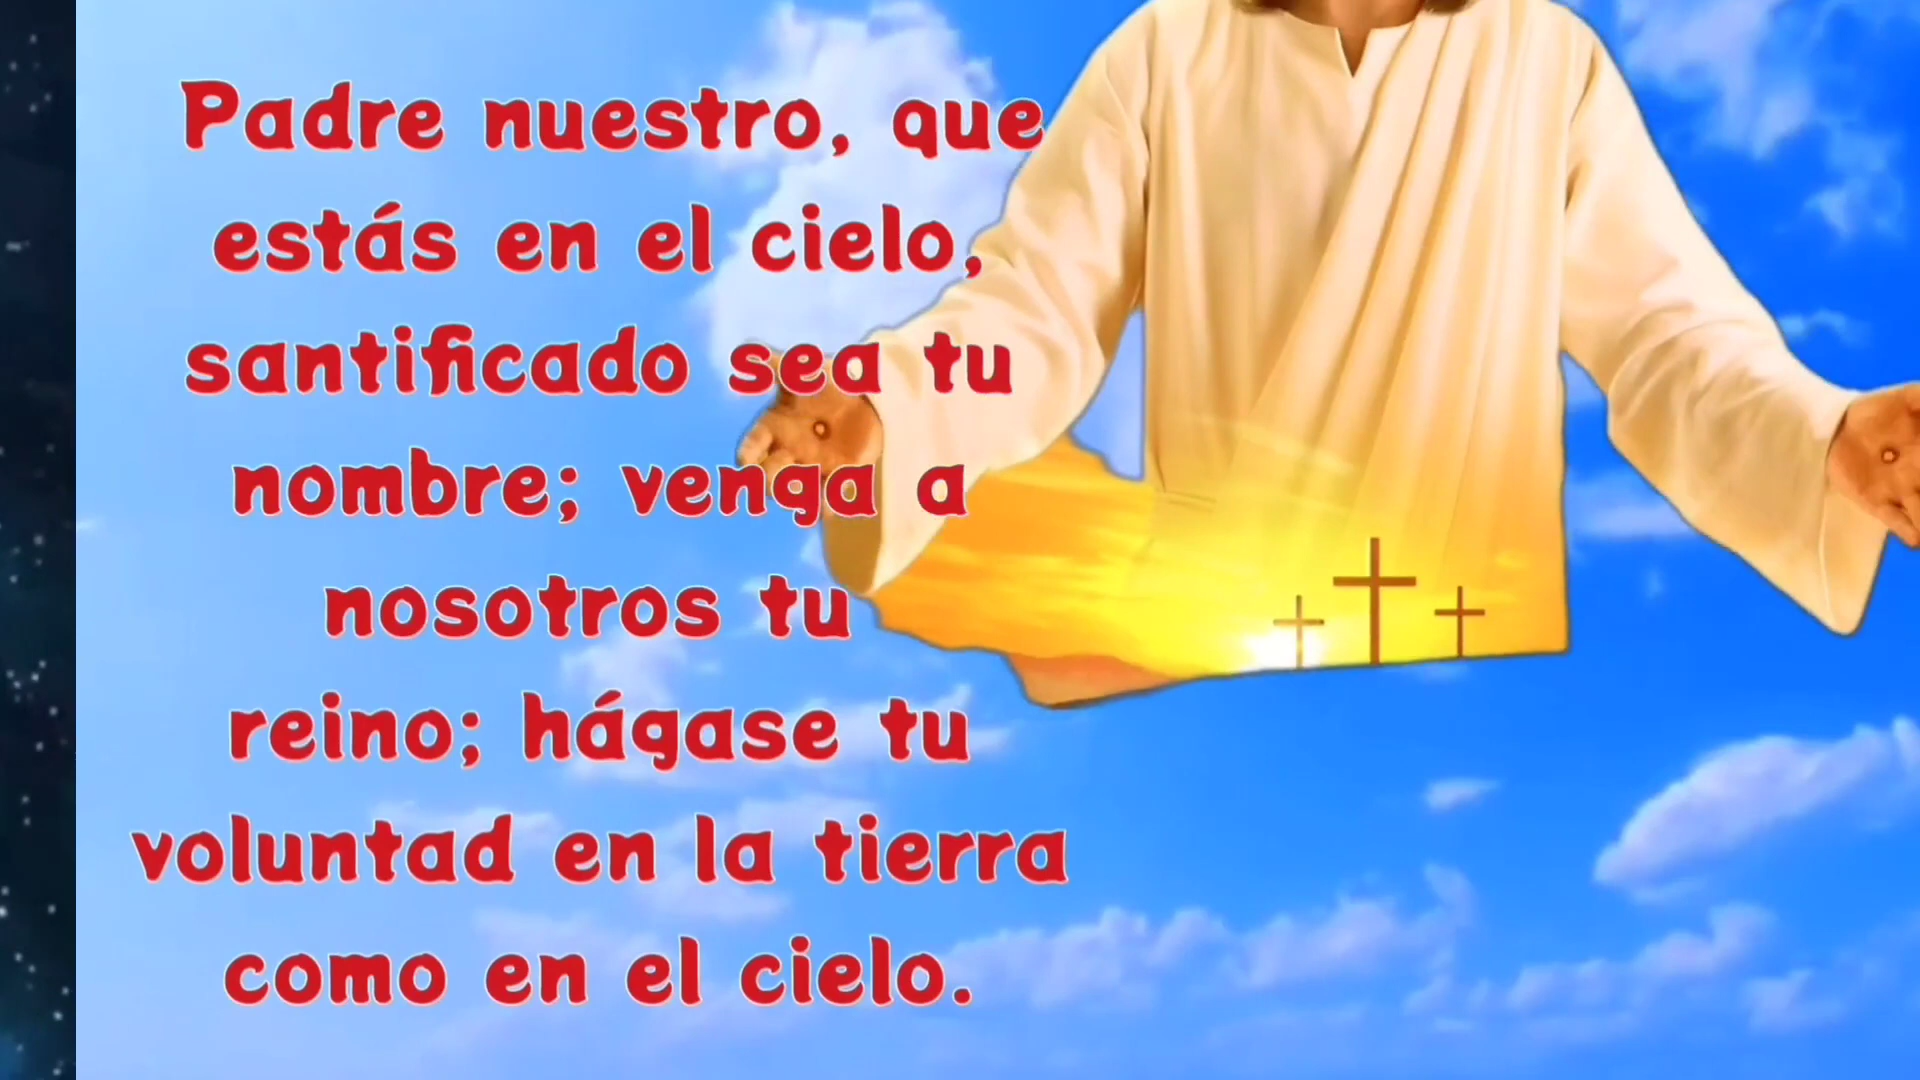 Padre nuestro, que
estás en el cielo,
santificado sea tu
nombre; venga a
nosotros tu
reino; hágase tu
voluntad en la tierra
como en el cielo.